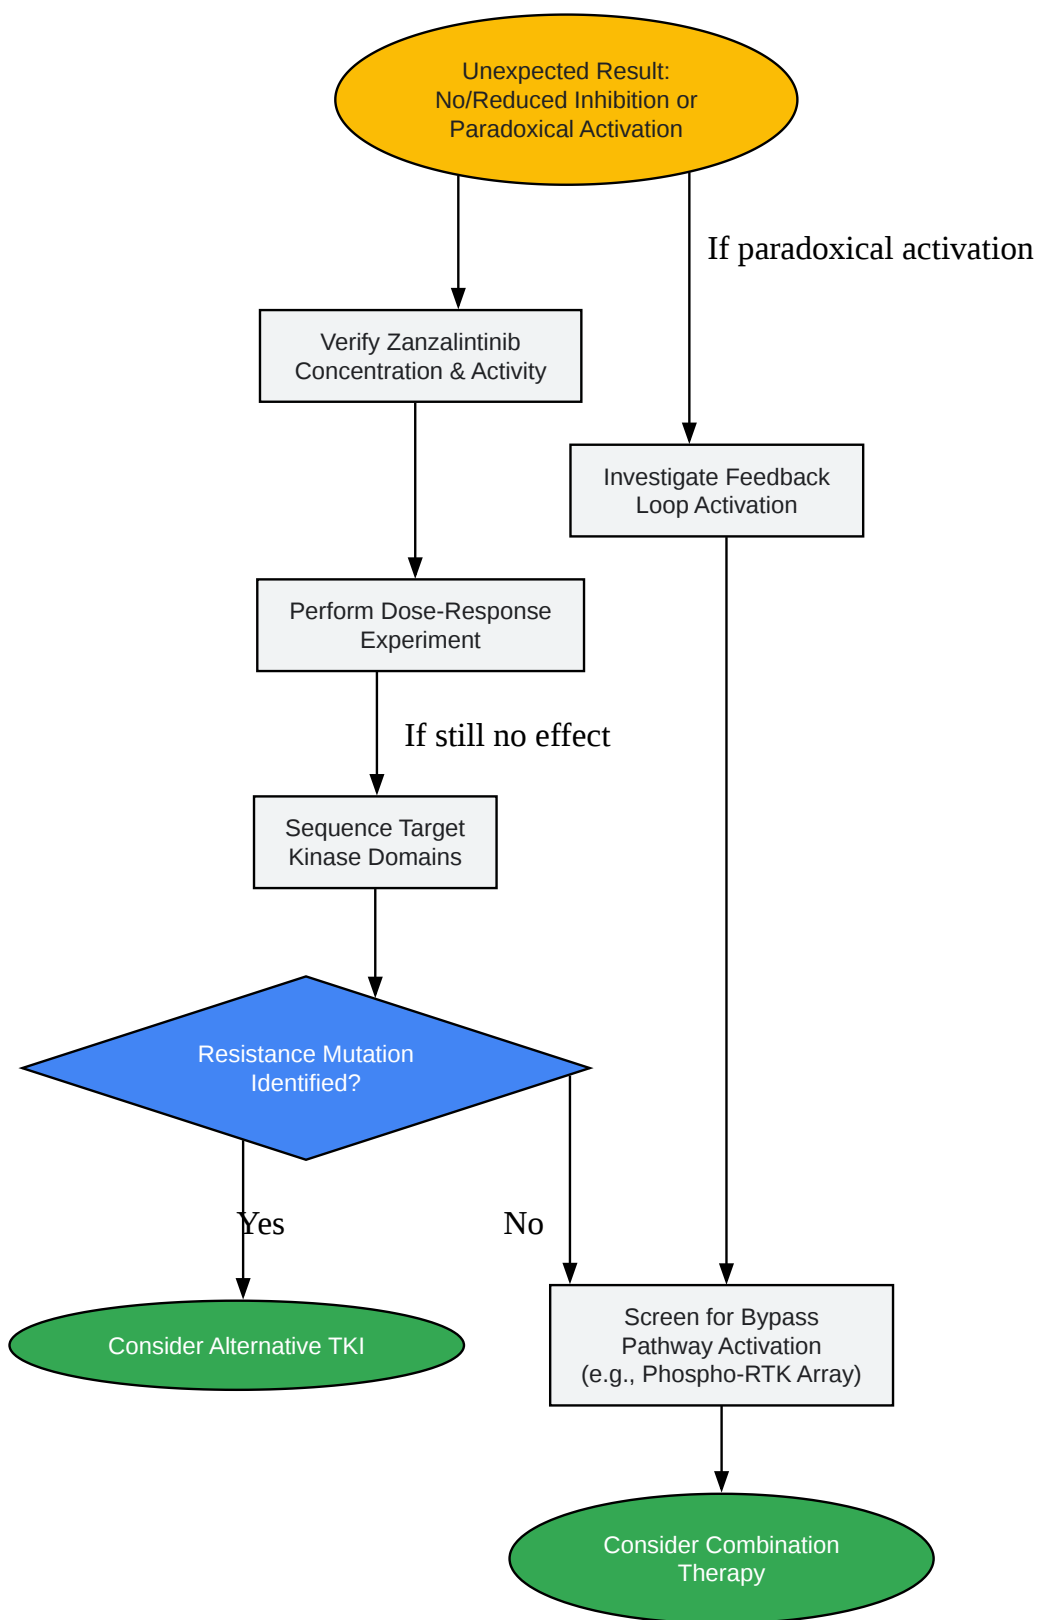 Unexpected Result:
No/Reduced Inhibition or
Paradoxical Activation
If paradoxical activation
Verify Zanzalintinib
Concentration & Activity
Investigate Feedback
Loop Activation
Perform Dose-Response
Experiment
If still no effect
Sequence Target
Kinase Domains
Resistance Mutation
Identified?
Yes
No
Consider Alternative TKI
Screen for Bypass
Pathway Activation
(e.g., Phospho-RTK Array)
Consider Combination
Therapy